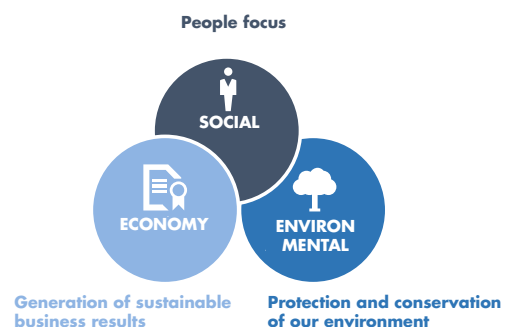 People focus
SOCIAL
ECONOMY
ENVIRON
MENTAL
Generation of sustainable
business results
Protection and conservation
of our environment